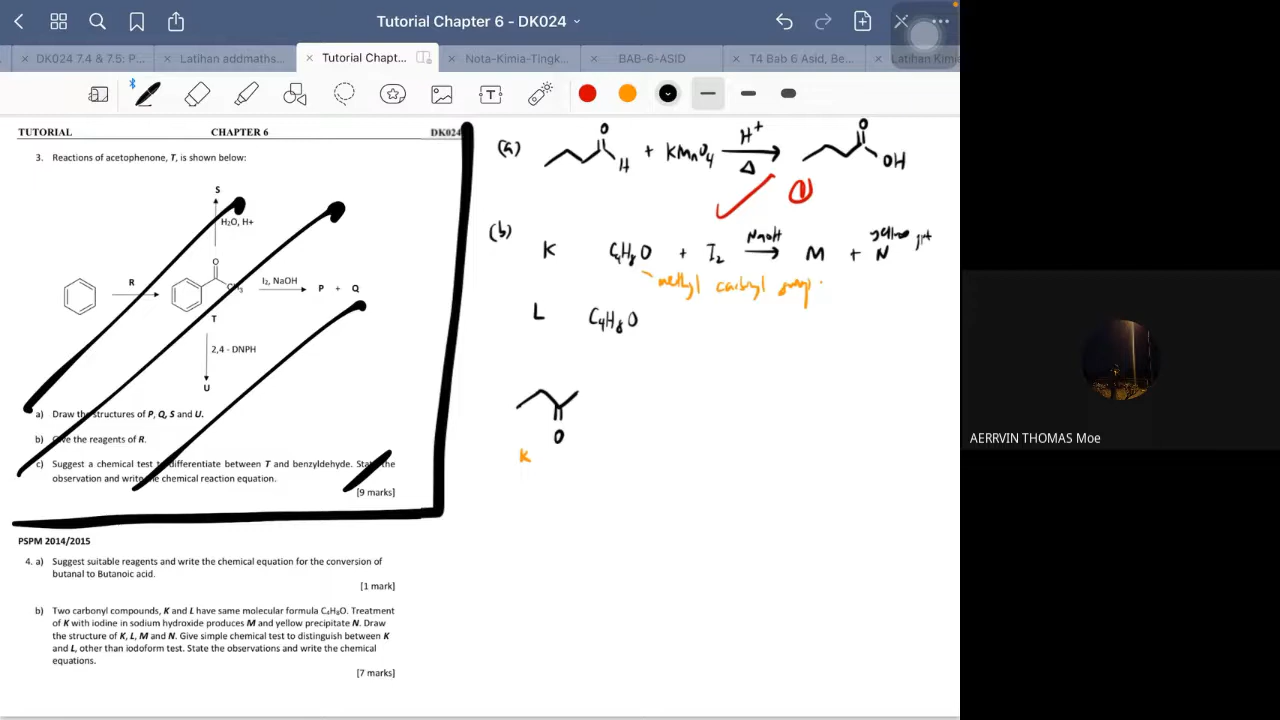 Tutorial Chapter 6 - DK024
DK024 7.4 & 7.5: P...
Latihan addmaths...
Tutorial Chapt...
Nota-Kimia-Tingk...
BAB-6-ASID
T4 Bab 6 Asid, Be...
Latihan Kimi
TUTORIAL CHAPTER 6 DK024
3. Reactions of acetophenone, T, is shown below:
S
H₂O, H+
O
R
CH₃
I₂, NaOH
P + Q
T
2,4 - DNPH
U
a) Draw the structures of P, Q, S and U.
b) Give the reagents of R.
c) Suggest a chemical test to differentiate between T and benzyldehyde. State the
observation and write the chemical reaction equation.
[9 marks]
PSPM 2014/2015
4. a) Suggest suitable reagents and write the chemical equation for the conversion of
butanal to Butanoic acid.
[1 mark]
b) Two carbonyl compounds, K and L have same molecular formula C₄H₈O. Treatment
of K with iodine in sodium hydroxide produces M and yellow precipitate N. Draw
the structure of K, L, M and N. Give simple chemical test to distinguish between K
and L, other than iodoform test. State the observations and write the chemical
equations.
[7 marks]
(a) O H + KMnO₄ H⁺ Δ O OH
1
(b) K C₄H₈O + I₂ NaOH M + N
yellow
methyl carbonyl group
L C₄H₈O
O
K
AERRVIN THOMAS Moe